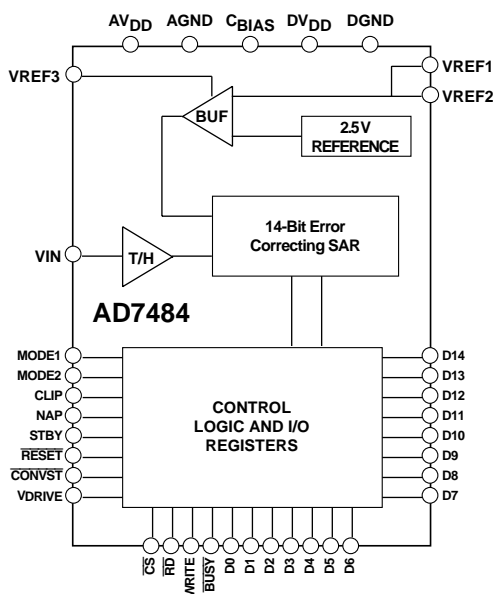 AVDD AGND CBIAS DVDD DGND
VREF3
VREF1
VREF2
BUF
2.5V
REFERENCE
14-Bit Error
Correcting SAR
VIN
T/H
AD7484
MODE1
MODE2
CLIP
NAP
STBY
RESET
CONVST
VDRIVE
CONTROL
LOGIC AND I/O
REGISTERS
D14
D13
D12
D11
D10
D9
D8
D7
CS
RD
WRITE
BUSY
D0
D1
D2
D3
D4
D5
D6